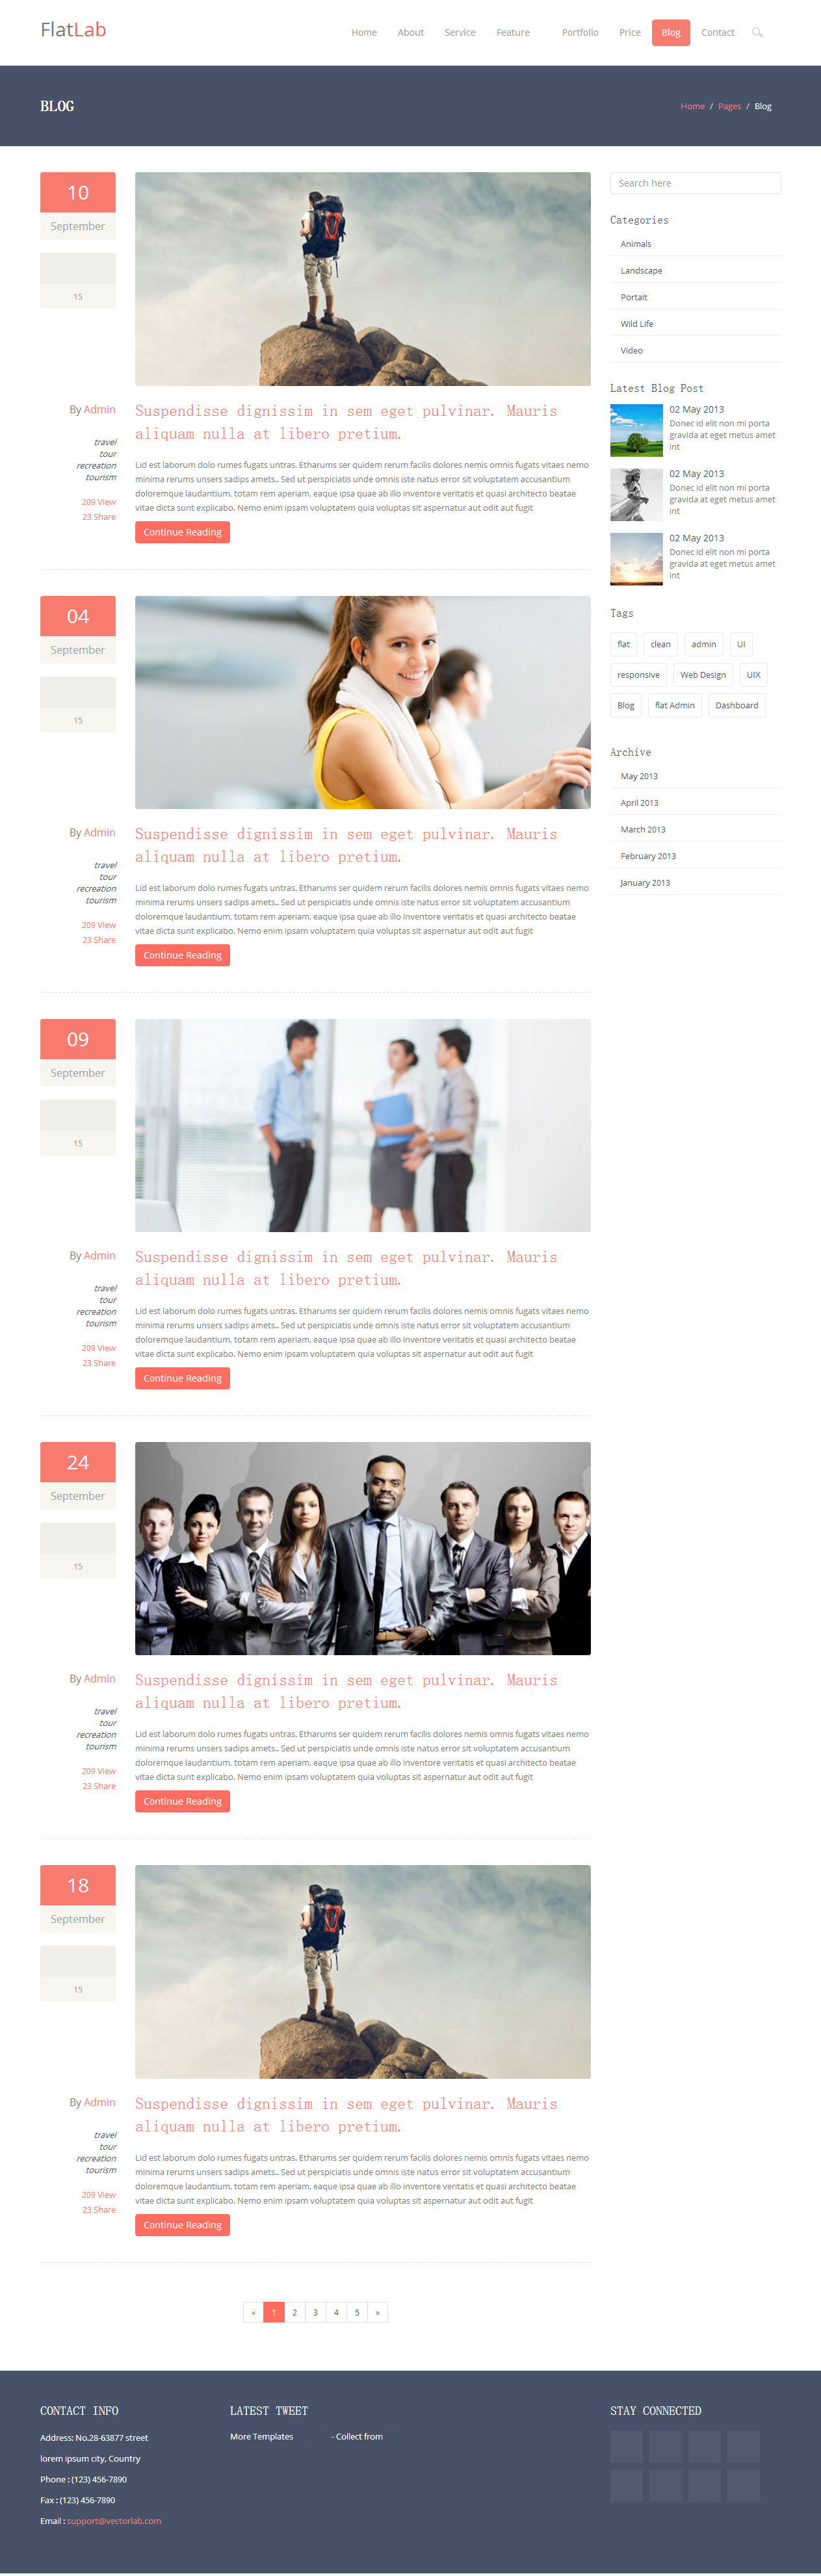 FlatLab
Home About Service Feature Portfolio Price Blog Contact
BLOG
Home / Pages / Blog
10
September
15
By Admin
travel
tour
recreation
tourism
209 View
23 Share
Suspendisse dignissim in sem eget pulvinar. Mauris
aliquam nulla at libero pretium.
Lid est laborum dolo rumes fugats untras. Etharums ser quidem rerum facilis dolores nemis omnis fugats vitaes nemo
minima rerums unsers sadips amets.. Sed ut perspiciatis unde omnis iste natus error sit voluptatem accusantium
doloremque laudantium, totam rem aperiam, eaque ipsa quae ab illo inventore veritatis et quasi architecto beatae
vitae dicta sunt explicabo. Nemo enim ipsam voluptatem quia voluptas sit aspernatur aut odit aut fugit
Continue Reading
04
September
15
By Admin
travel
tour
recreation
tourism
209 View
23 Share
Suspendisse dignissim in sem eget pulvinar. Mauris
aliquam nulla at libero pretium.
Lid est laborum dolo rumes fugats untras. Etharums ser quidem rerum facilis dolores nemis omnis fugats vitaes nemo
minima rerums unsers sadips amets.. Sed ut perspiciatis unde omnis iste natus error sit voluptatem accusantium
doloremque laudantium, totam rem aperiam, eaque ipsa quae ab illo inventore veritatis et quasi architecto beatae
vitae dicta sunt explicabo. Nemo enim ipsam voluptatem quia voluptas sit aspernatur aut odit aut fugit
Continue Reading
09
September
15
By Admin
travel
tour
recreation
tourism
209 View
23 Share
Suspendisse dignissim in sem eget pulvinar. Mauris
aliquam nulla at libero pretium.
Lid est laborum dolo rumes fugats untras. Etharums ser quidem rerum facilis dolores nemis omnis fugats vitaes nemo
minima rerums unsers sadips amets.. Sed ut perspiciatis unde omnis iste natus error sit voluptatem accusantium
doloremque laudantium, totam rem aperiam, eaque ipsa quae ab illo inventore veritatis et quasi architecto beatae
vitae dicta sunt explicabo. Nemo enim ipsam voluptatem quia voluptas sit aspernatur aut odit aut fugit
Continue Reading
24
September
15
By Admin
travel
tour
recreation
tourism
209 View
23 Share
Suspendisse dignissim in sem eget pulvinar. Mauris
aliquam nulla at libero pretium.
Lid est laborum dolo rumes fugats untras. Etharums ser quidem rerum facilis dolores nemis omnis fugats vitaes nemo
minima rerums unsers sadips amets.. Sed ut perspiciatis unde omnis iste natus error sit voluptatem accusantium
doloremque laudantium, totam rem aperiam, eaque ipsa quae ab illo inventore veritatis et quasi architecto beatae
vitae dicta sunt explicabo. Nemo enim ipsam voluptatem quia voluptas sit aspernatur aut odit aut fugit
Continue Reading
18
September
15
By Admin
travel
tour
recreation
tourism
209 View
23 Share
Suspendisse dignissim in sem eget pulvinar. Mauris
aliquam nulla at libero pretium.
Lid est laborum dolo rumes fugats untras. Etharums ser quidem rerum facilis dolores nemis omnis fugats vitaes nemo
minima rerums unsers sadips amets.. Sed ut perspiciatis unde omnis iste natus error sit voluptatem accusantium
doloremque laudantium, totam rem aperiam, eaque ipsa quae ab illo inventore veritatis et quasi architecto beatae
vitae dicta sunt explicabo. Nemo enim ipsam voluptatem quia voluptas sit aspernatur aut odit aut fugit
Continue Reading
« 1 2 3 4 5 »
Search here
Categories
Animals
Landscape
Portait
Wild Life
Video
Latest Blog Post
02 May 2013
Donec id elit non mi porta
gravida at eget metus amet
int
02 May 2013
Donec id elit non mi porta
gravida at eget metus amet
int
02 May 2013
Donec id elit non mi porta
gravida at eget metus amet
int
Tags
flat clean admin UI
responsive Web Design UIX
Blog flat Admin Dashboard
Archive
May 2013
April 2013
March 2013
February 2013
January 2013
CONTACT INFO
Address: No.28-63877 street
lorem ipsum city, Country
Phone : (123) 456-7890
Fax : (123) 456-7890
Email : support@vectorlab.com
LATEST TWEET
More Templates - Collect from
STAY CONNECTED